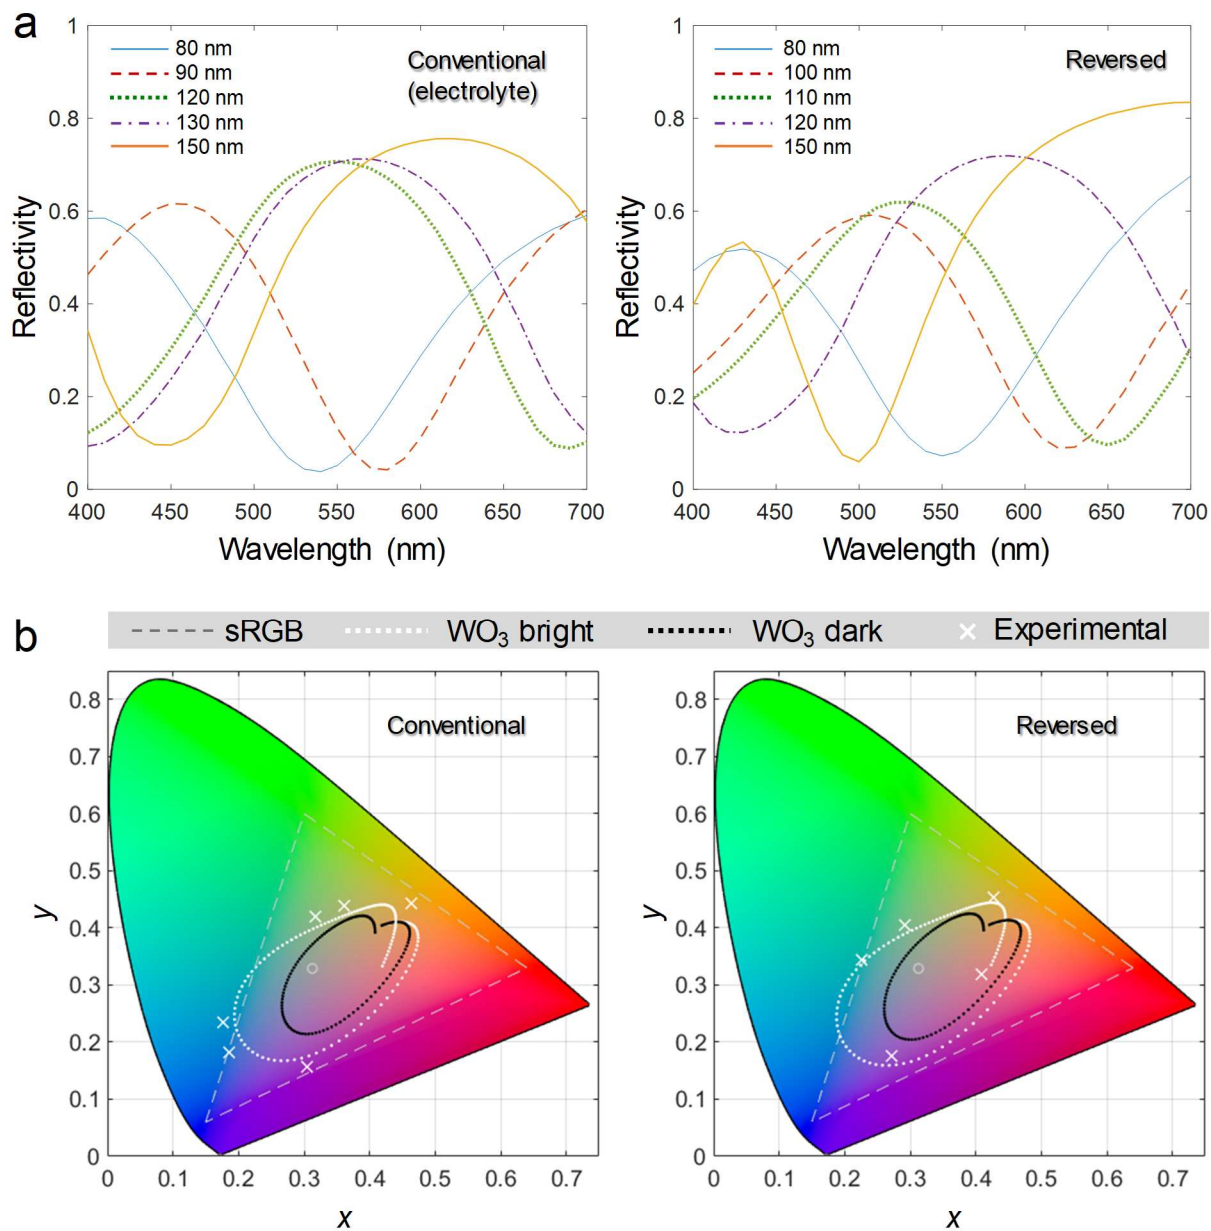 a
1
0.8
0.6
0.4
0.2
0
400
450
500
550
600
650
700
Reflectivity
Wavelength (nm)
80 nm
90 nm
120 nm
130 nm
150 nm
Conventional
(electrolyte)
1
0.8
0.6
0.4
0.2
0
400
450
500
550
600
650
700
Reflectivity
Wavelength (nm)
80 nm
100 nm
110 nm
120 nm
150 nm
Reversed
b
sRGB
WO3 bright
WO3 dark
Experimental
0.8
0.7
0.6
0.5
0.4
0.3
0.2
0.1
0
0
0.1
0.2
0.3
0.4
0.5
0.6
0.7
y
x
Conventional
0.8
0.7
0.6
0.5
0.4
0.3
0.2
0.1
0
0
0.1
0.2
0.3
0.4
0.5
0.6
0.7
y
x
Reversed